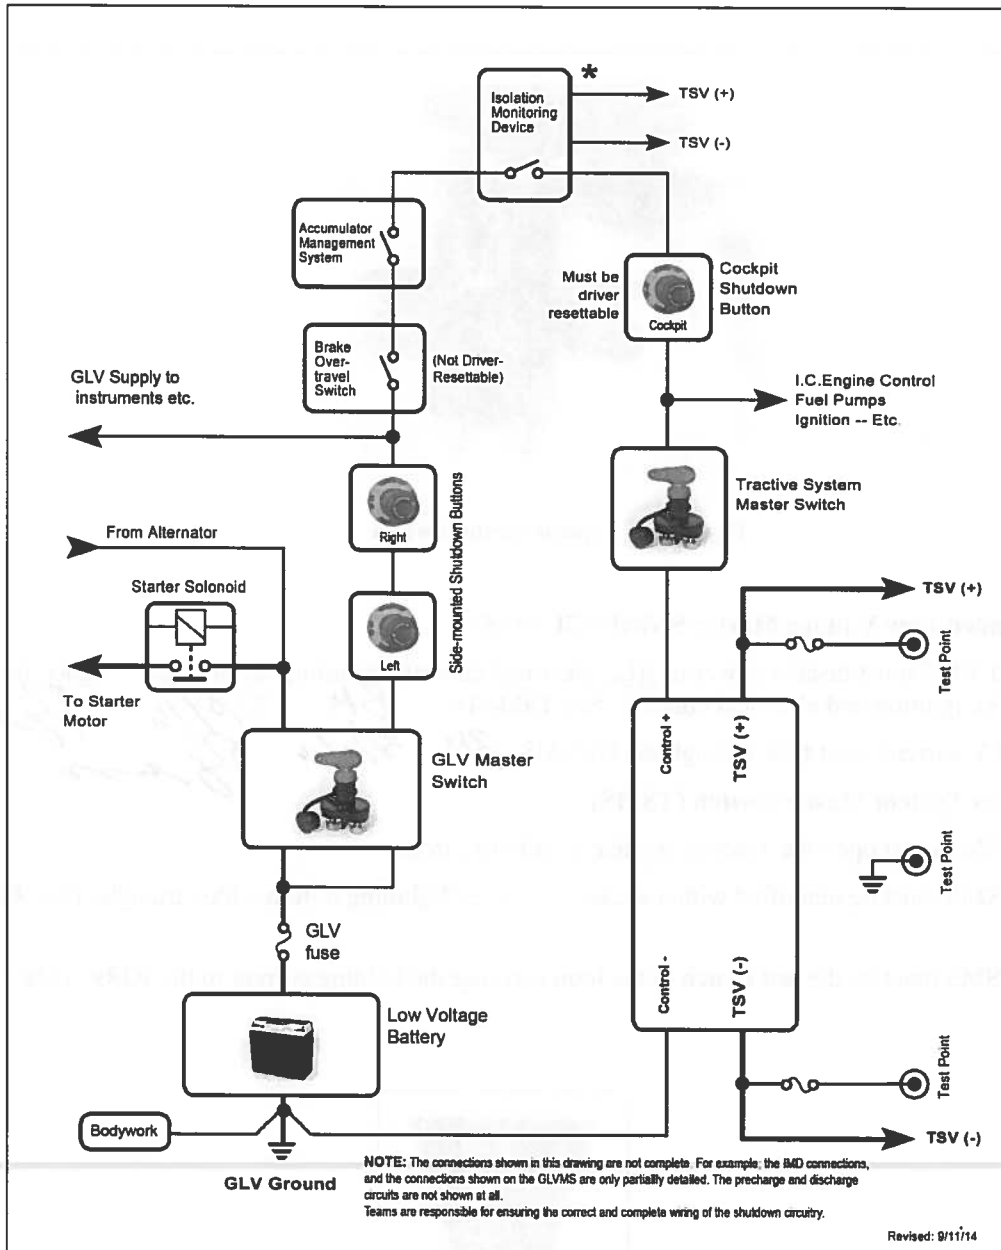 *
Isolation
Monitoring
Device
TSV (+)
TSV (-)
Accumulator
Management
System
Must be
driver
resettable
Cockpit
Cockpit
Shutdown
Button
Brake
Over-
travel
Switch
(Not Driver-
Resettable)
GLV Supply to
instruments etc.
I.C.Engine Control
Fuel Pumps
Ignition -- Etc.
Right
Side-mounted Shutdown Buttons
Tractive System
Master Switch
From Alternator
Starter Solonoid
Left
To Starter
Motor
TSV (+)
Test Point
GLV Master
Switch
Control +
TSV (+)
Test Point
GLV
fuse
Control -
TSV (-)
Low Voltage
Battery
Test Point
Bodywork
TSV (-)
GLV Ground
NOTE: The connections shown in this drawing are not complete. For example; the IMD connections,
and the connections shown on the GLVMS are only partially detailed. The precharge and discharge
circuits are not shown at all.
Teams are responsible for ensuring the correct and complete wiring of the shutdown circuitry.
Revised: 9/11/14